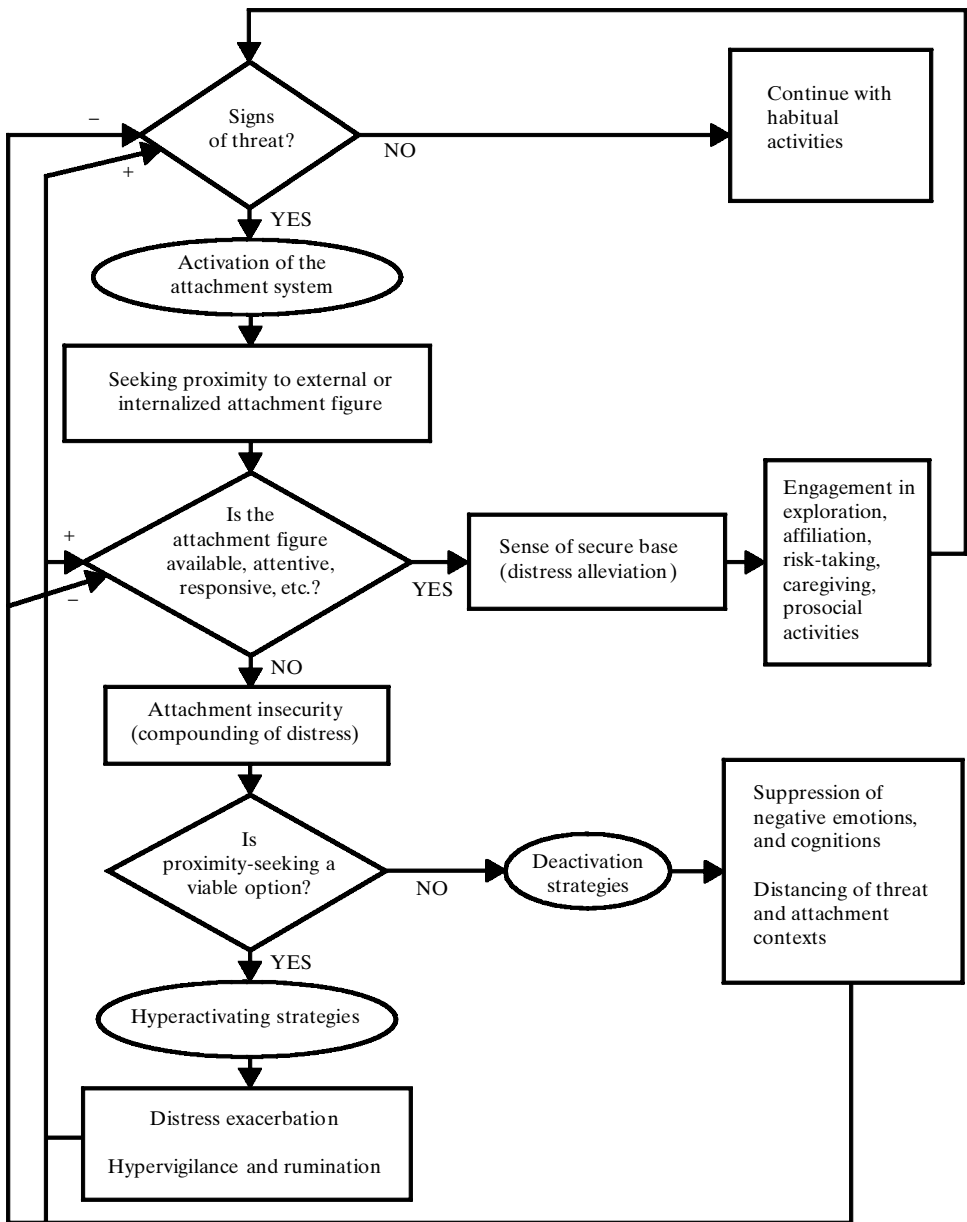 Signs
of threat?
–
+
NO
YES
Continue with
habitual
activities
Activation of the
attachment system
Seeking proximity to external or
internalized attachment figure
Is the
attachment figure
available, attentive,
responsive, etc.?
+
–
YES
NO
Sense of secure base
(distress alleviation)
Engagement in
exploration,
affiliation,
risk-taking,
caregiving,
prosocial
activities
Attachment insecurity
(compounding of distress)
Is
proximity-seeking a
viable option?
NO
YES
Deactivation
strategies
Suppression of
negative emotions,
and cognitions
Distancing of threat
and attachment
contexts
Hyperactivating strategies
Distress exacerbation
Hypervigilance and rumination